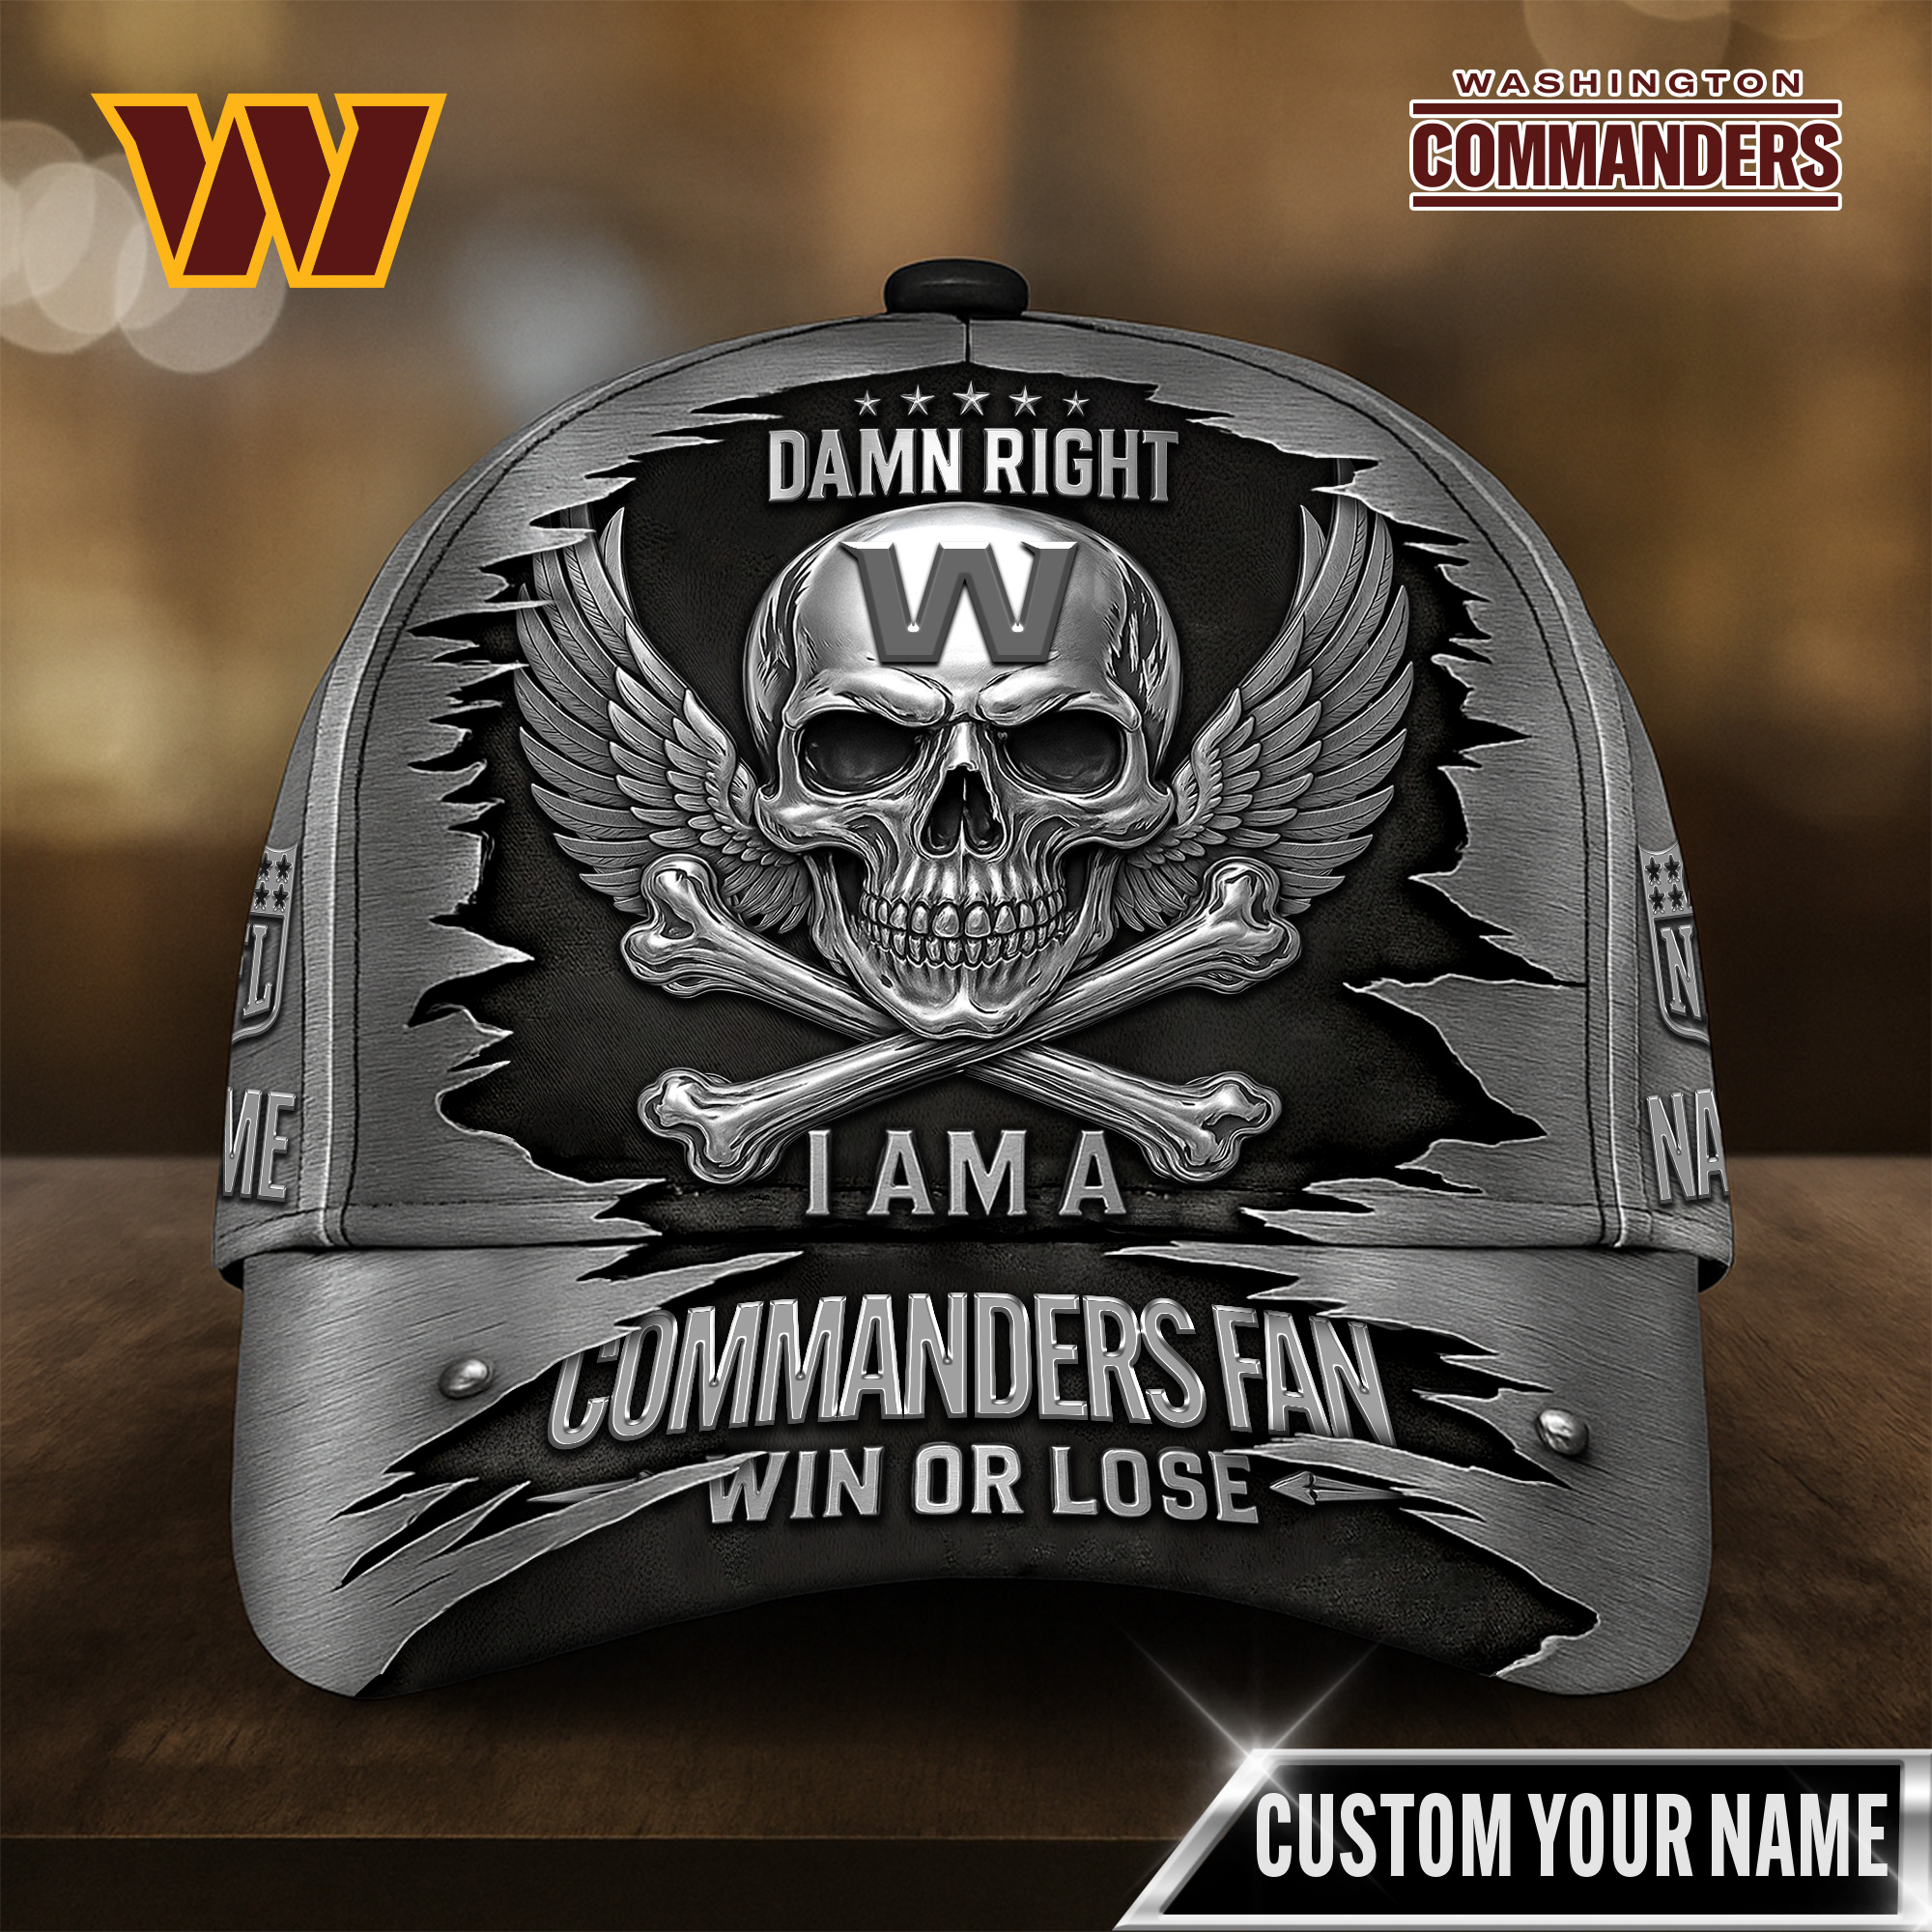 W
WASHINGTON
COMMANDERS
DAMN RIGHT
W
I AM A
COMMANDERS FAN
WIN OR LOSE
CUSTOM YOUR NAME